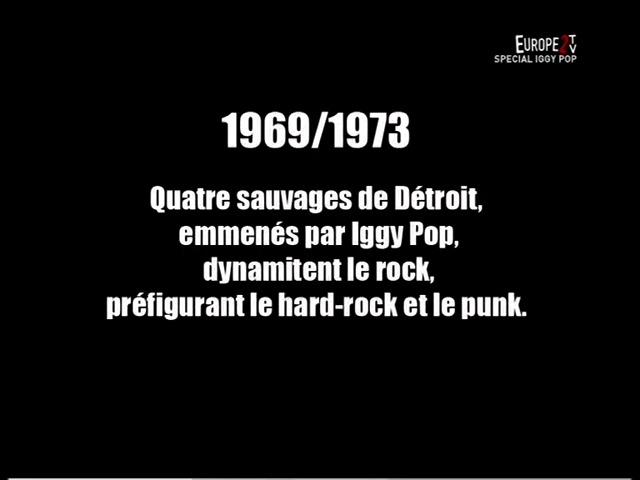 EUROPE 2 TV
SPECIAL IGGY POP
1969/1973
Quatre sauvages de Détroit,
emmenés par Iggy Pop,
dynamitent le rock,
préfigurant le hard-rock et le punk.